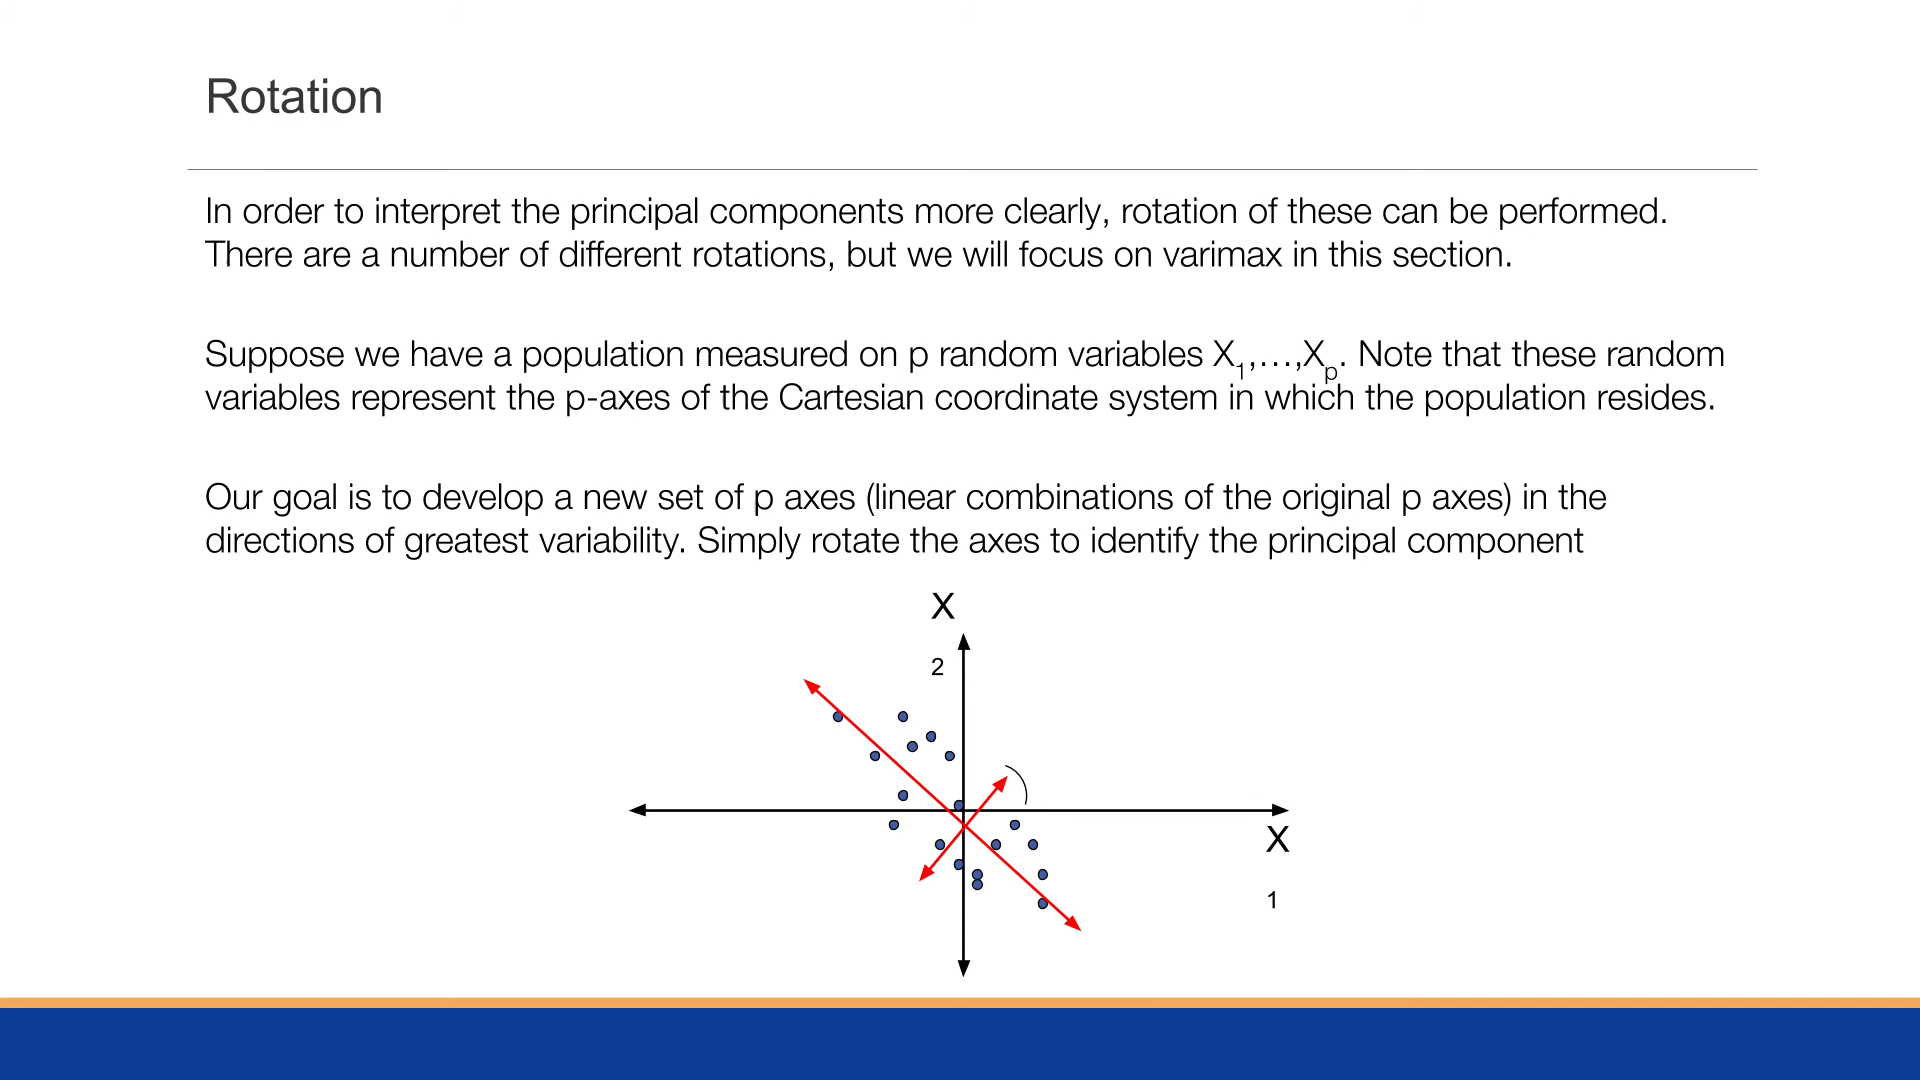 Rotation
In order to interpret the principal components more clearly, rotation of these can be performed.
There are a number of different rotations, but we will focus on varimax in this section.
Suppose we have a population measured on p random variables X1,…,Xp. Note that these random
variables represent the p-axes of the Cartesian coordinate system in which the population resides.
Our goal is to develop a new set of p axes (linear combinations of the original p axes) in the
directions of greatest variability. Simply rotate the axes to identify the principal component
X
2
X
1